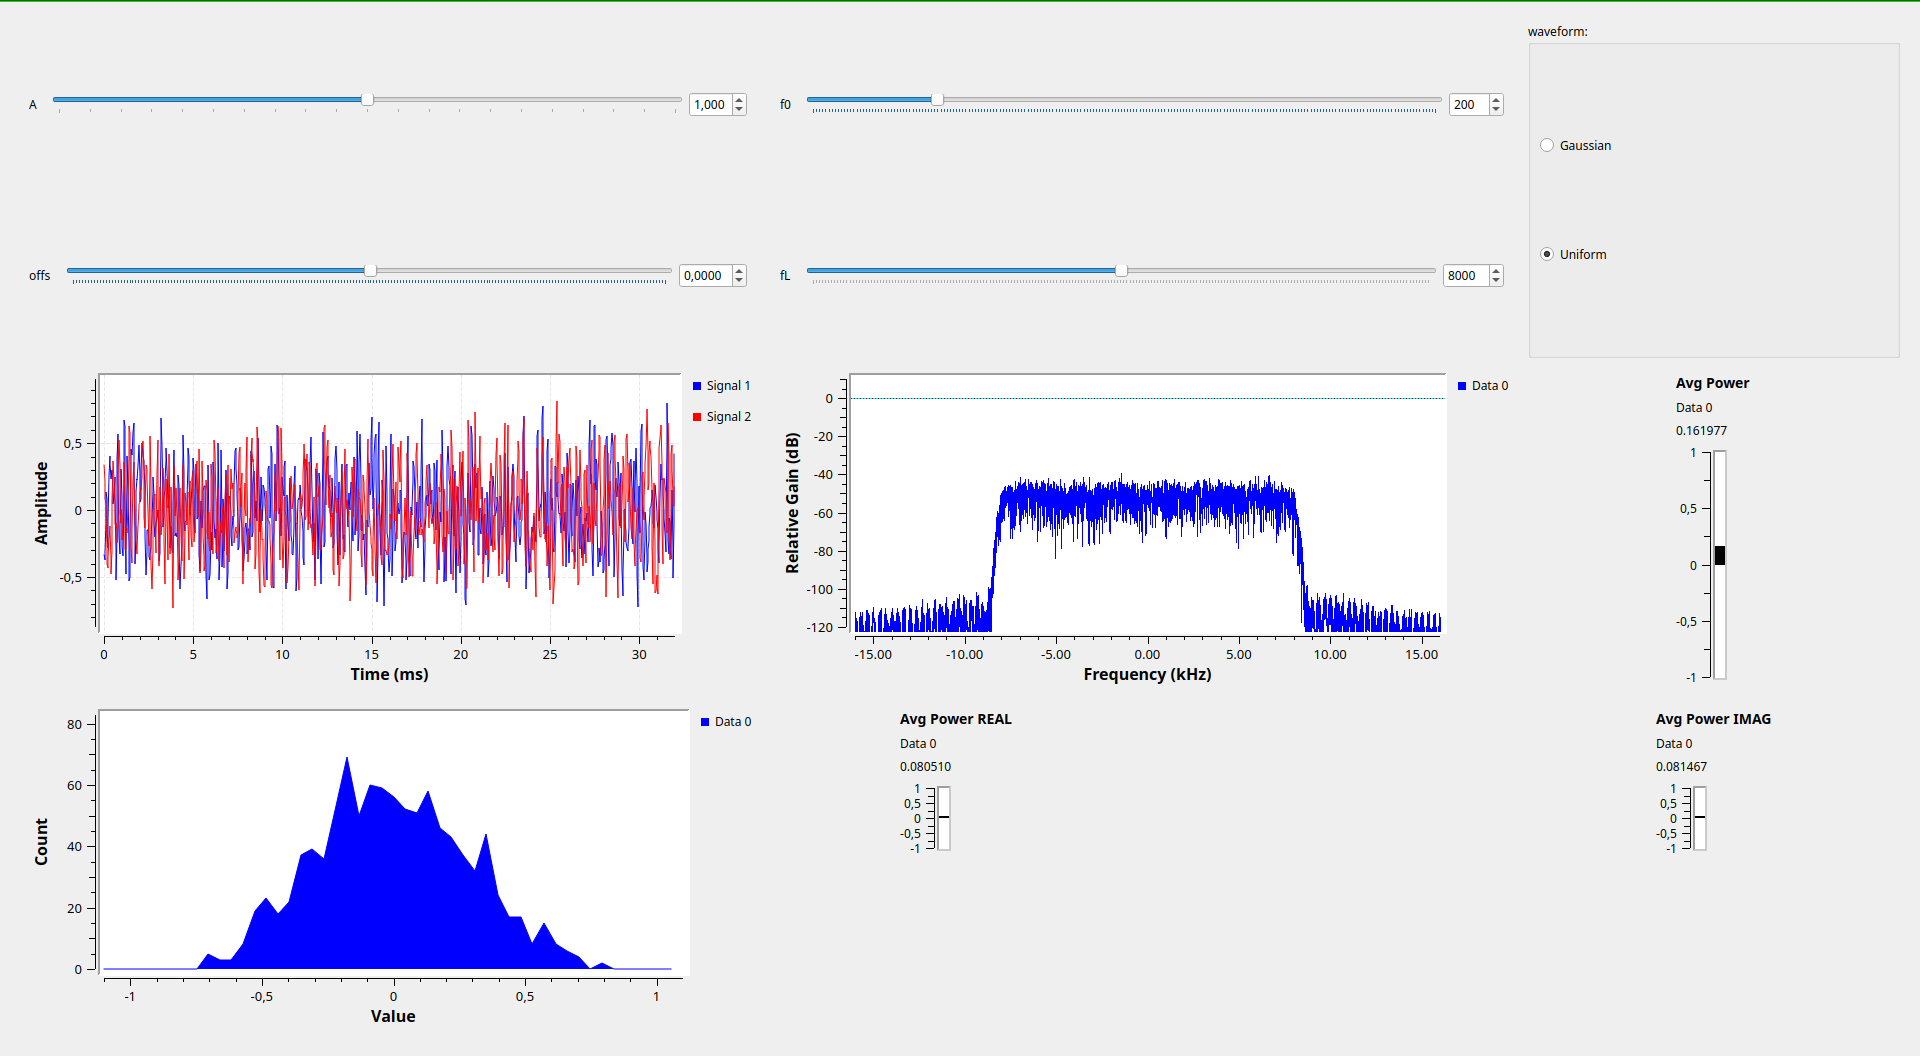 waveform:
A
1,000
f0
200
Gaussian
Uniform
offs
0,0000
fL
8000
Signal 1
Signal 2
Amplitude
0,5
0
-0,5
0 5 10 15 20 25 30
Time (ms)
Data 0
Relative Gain (dB)
0
-20
-40
-60
-80
-100
-120
-15.00 -10.00 -5.00 0.00 5.00 10.00 15.00
Frequency (kHz)
Avg Power
Data 0
0.161977
1
0,5
0
-0,5
-1
Data 0
Count
80
60
40
20
0
-1 -0,5 0 0,5 1
Value
Avg Power REAL
Data 0
0.080510
1
0,5
0
-0,5
-1
Avg Power IMAG
Data 0
0.081467
1
0,5
0
-0,5
-1